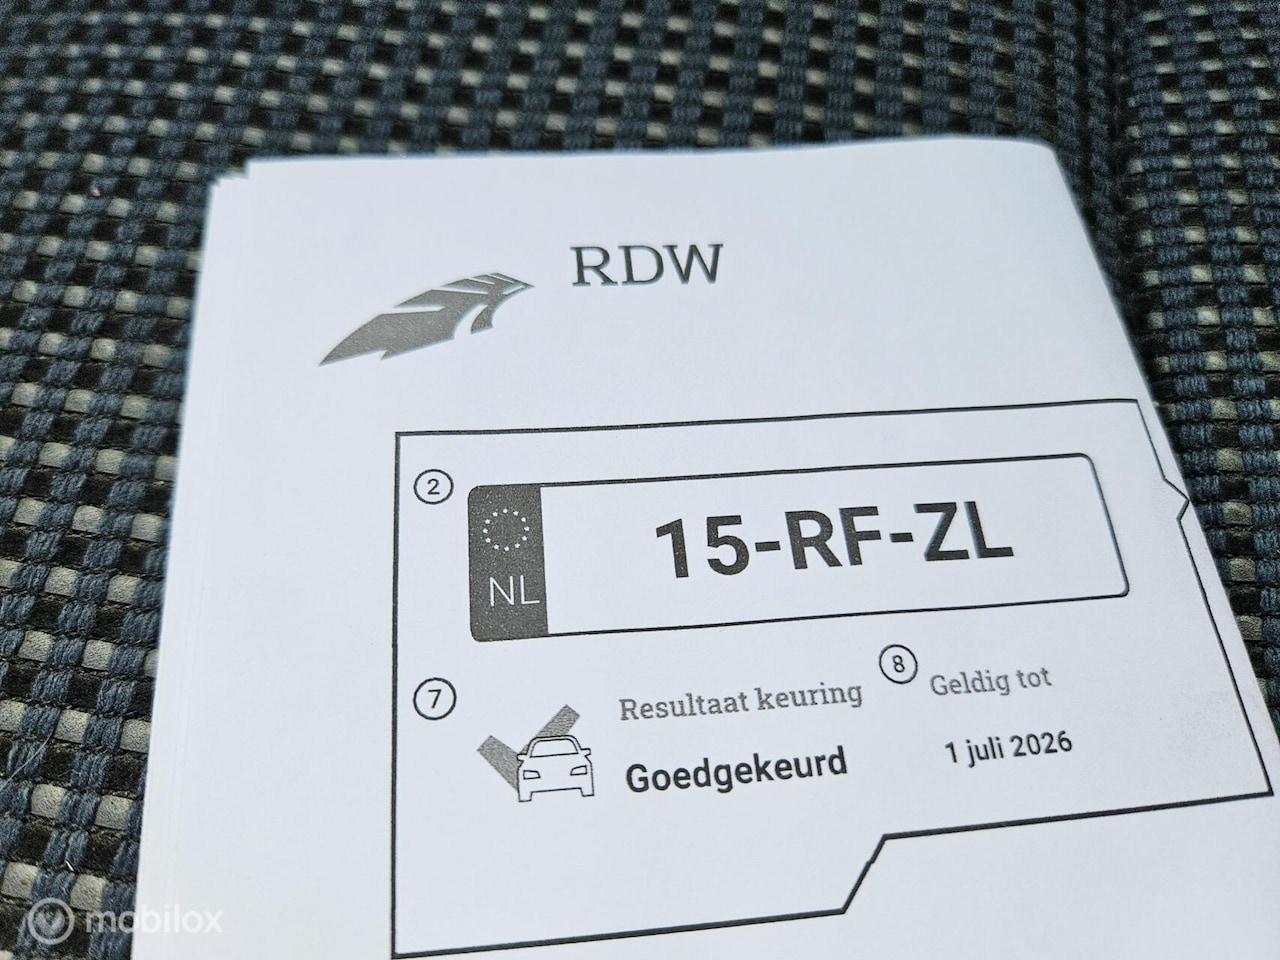 RDW
2
NL
15-RF-ZL
7
Resultaat keuring
8
Geldig tot
Goedgekeurd
1 juli 2026
mobilox